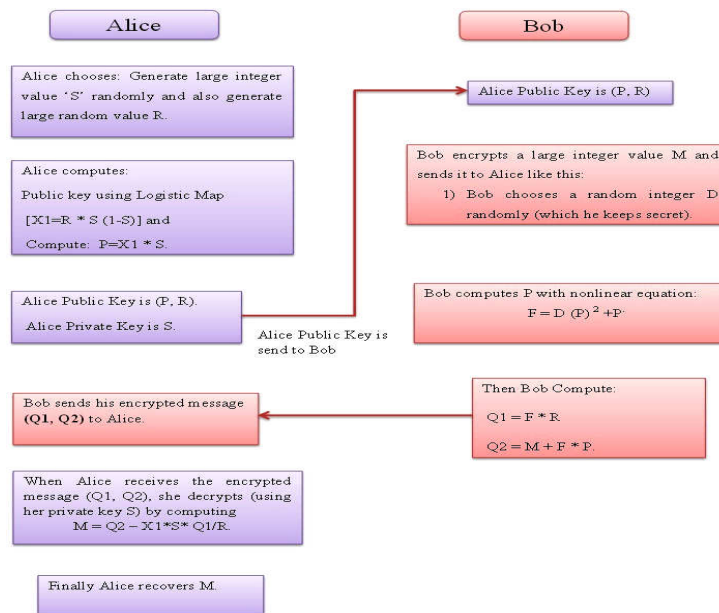 Alice
Bob
Alice chooses: Generate large integer
value 'S' randomly and also generate
large random value R.
Alice Public Key is (P, R)
Bob encrypts a large integer value M and
sends it to Alice like this:
1) Bob chooses a random integer D
randomly (which he keeps secret).
Alice computes:
Public key using Logistic Map
[X1=R * S (1-S)] and
Compute: P=X1 * S.
Alice Public Key is (P, R).
Alice Private Key is S.
Alice Public Key is
send to Bob
Bob computes P with nonlinear equation:
F = D (P)² +P.
Then Bob Compute:
Q1 = F * R
Q2 = M + F * P.
Bob sends his encrypted message
(Q1, Q2) to Alice.
When Alice receives the encrypted
message (Q1, Q2), she decrypts (using
her private key S) by computing
M = Q2 – X1*S* Q1/R.
Finally Alice recovers M.